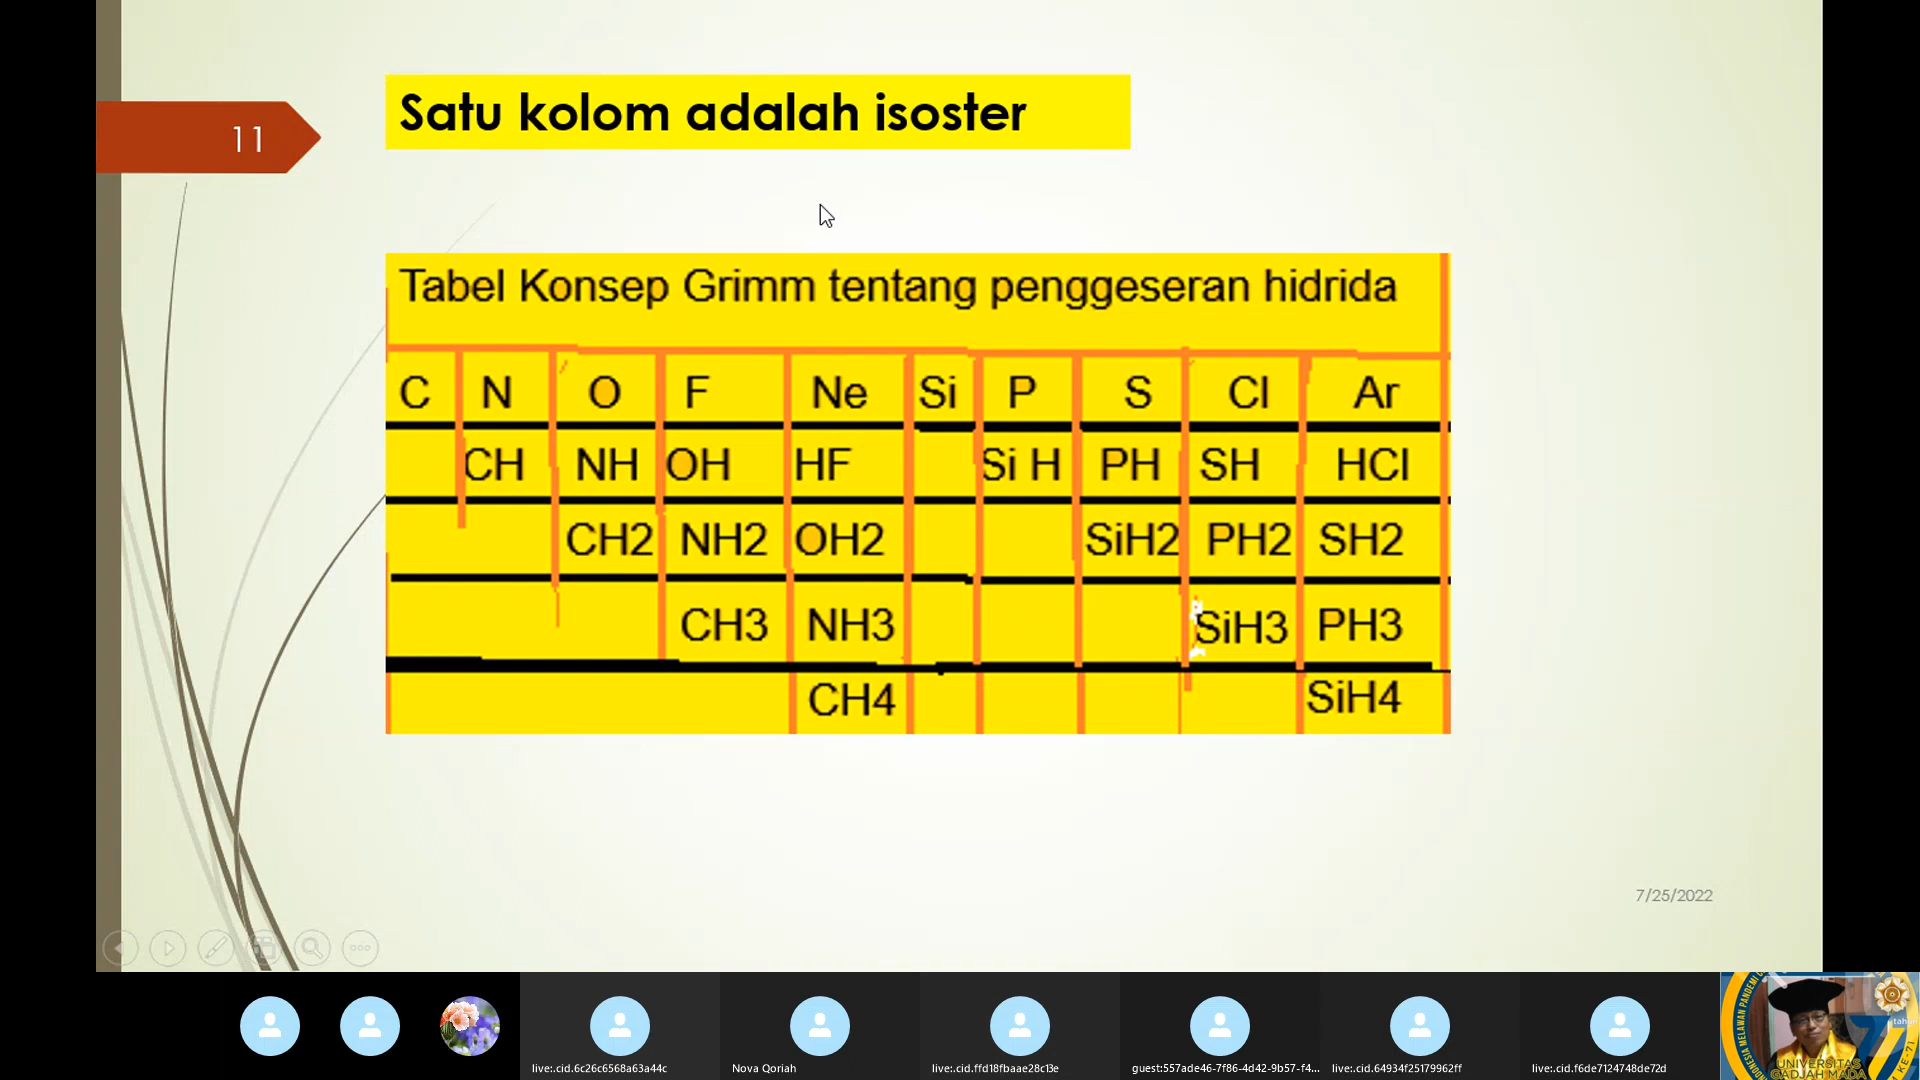 11
Satu kolom adalah isoster
Tabel Konsep Grimm tentang penggeseran hidrida
C N O F Ne Si P S Cl Ar
CH NH OH HF Si H PH SH HCl
CH2 NH2 OH2 SiH2 PH2 SH2
CH3 NH3 SiH3 PH3
CH4 SiH4
7/25/2022
live:.cid.6c26c6568a63a44c
Nova Qoriah
live:.cid.ffd18fbaae28c13e
guest:557ade46-7f86-4d42-9b57-f4...
live:.cid.64934f25179962ff
live:.cid.f6de7124748de72d
UNIVERSITAS
GADJAH MADA